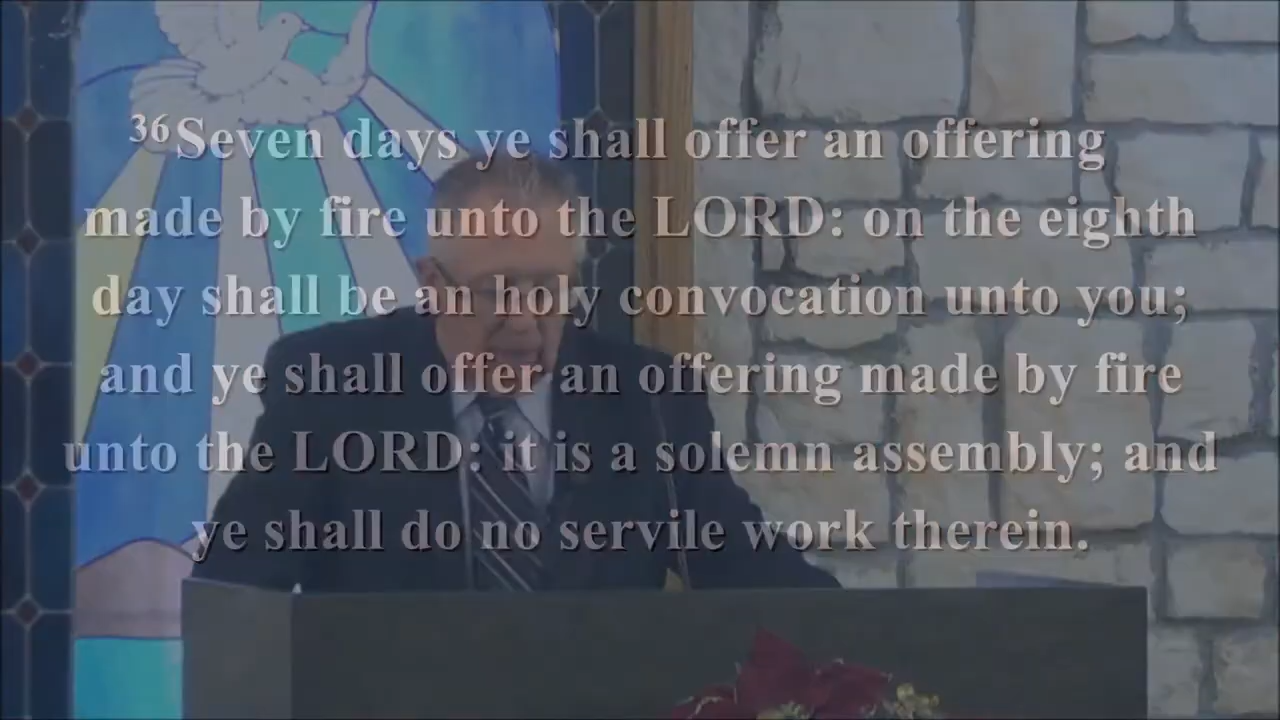 36Seven days ye shall offer an offering
made by fire unto the LORD: on the eighth
day shall be an holy convocation unto you;
and ye shall offer an offering made by fire
unto the LORD: it is a solemn assembly; and
ye shall do no servile work therein.